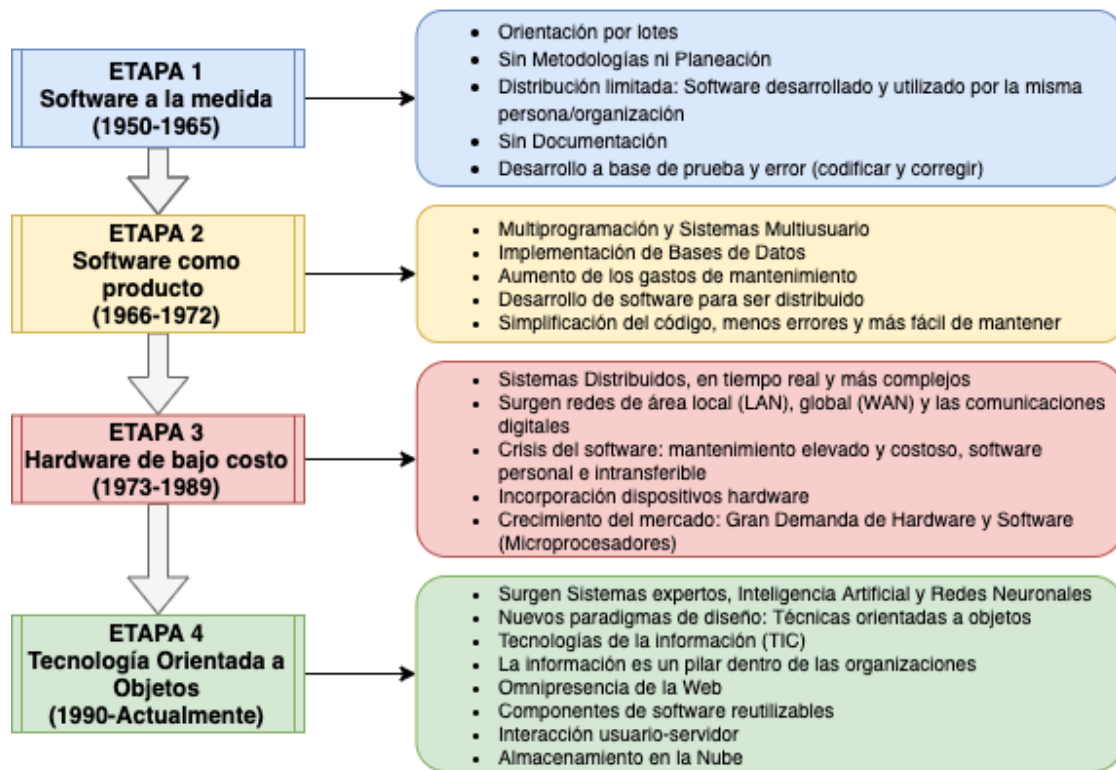 ETAPA 1
Software a la medida
(1950-1965)
• Orientación por lotes
• Sin Metodologías ni Planeación
• Distribución limitada: Software desarrollado y utilizado por la misma
persona/organización
• Sin Documentación
• Desarrollo a base de prueba y error (codificar y corregir)
ETAPA 2
Software como
producto
(1966-1972)
• Multiprogramación y Sistemas Multiusuario
• Implementación de Bases de Datos
• Aumento de los gastos de mantenimiento
• Desarrollo de software para ser distribuido
• Simplificación del código, menos errores y más fácil de mantener
ETAPA 3
Hardware de bajo costo
(1973-1989)
• Sistemas Distribuidos, en tiempo real y más complejos
• Surgen redes de área local (LAN), global (WAN) y las comunicaciones
digitales
• Crisis del software: mantenimiento elevado y costoso, software
personal e intransferible
• Incorporación dispositivos hardware
• Crecimiento del mercado: Gran Demanda de Hardware y Software
(Microprocesadores)
ETAPA 4
Tecnología Orientada a
Objetos
(1990-Actualmente)
• Surgen Sistemas expertos, Inteligencia Artificial y Redes Neuronales
• Nuevos paradigmas de diseño: Técnicas orientadas a objetos
• Tecnologías de la información (TIC)
• La información es un pilar dentro de las organizaciones
• Omnipresencia de la Web
• Componentes de software reutilizables
• Interacción usuario-servidor
• Almacenamiento en la Nube